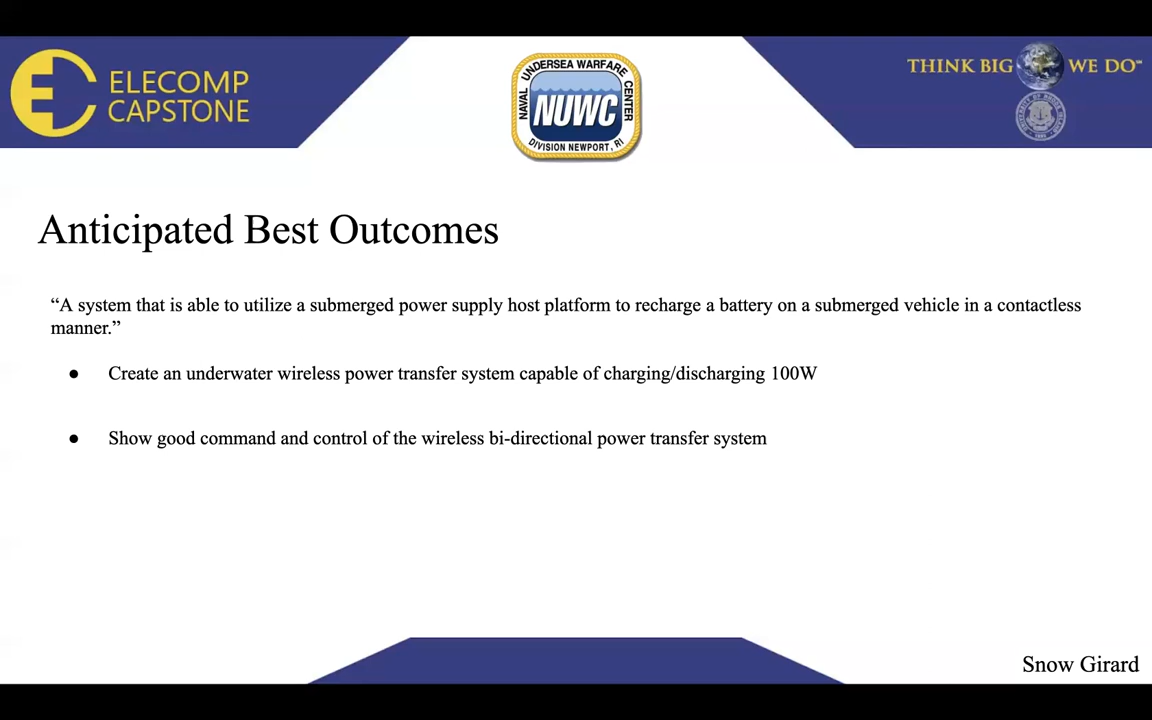 ELECOMP
CAPSTONE
NAVAL UNDERSEA WARFARE CENTER
NUWC
DIVISION NEWPORT, RI
THINK BIG WE DO℠
Anticipated Best Outcomes
“A system that is able to utilize a submerged power supply host platform to recharge a battery on a submerged vehicle in a contactless
manner.”
● Create an underwater wireless power transfer system capable of charging/discharging 100W
● Show good command and control of the wireless bi-directional power transfer system
Snow Girard